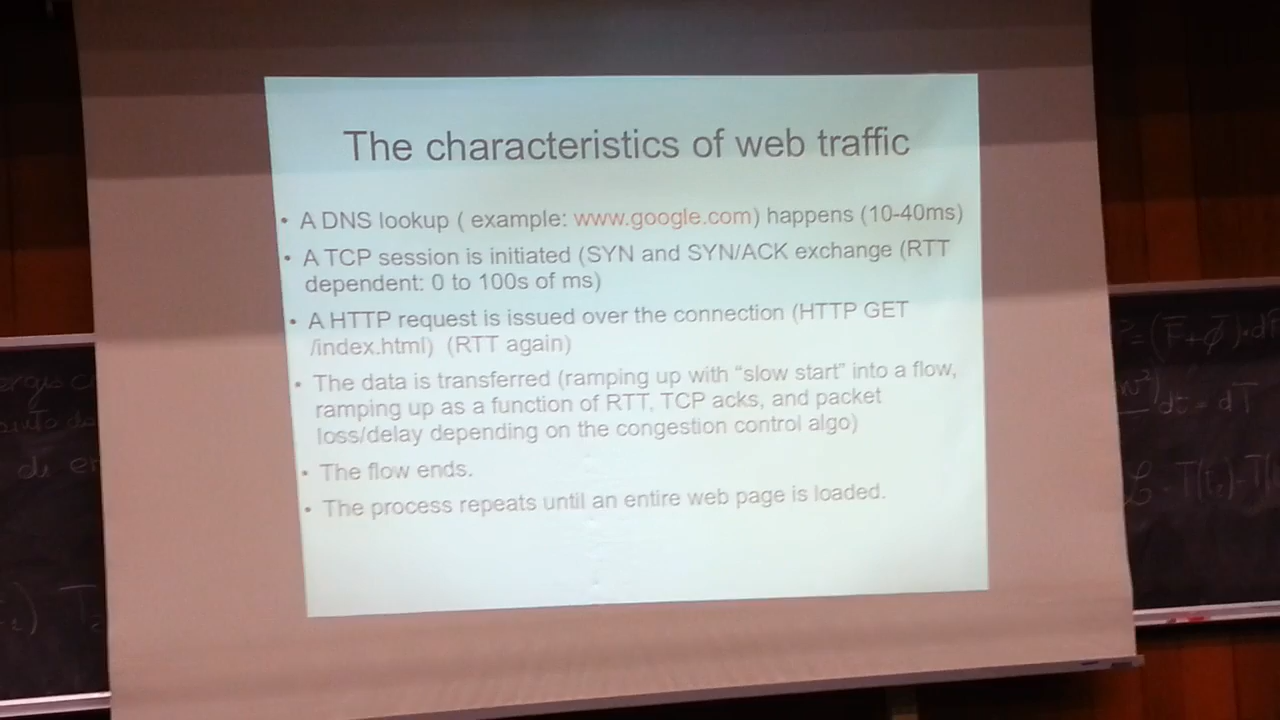 The characteristics of web traffic
• A DNS lookup ( example: www.google.com) happens (10-40ms)
• A TCP session is initiated (SYN and SYN/ACK exchange (RTT
dependent: 0 to 100s of ms)
• A HTTP request is issued over the connection (HTTP GET
/index.html) (RTT again)
• The data is transferred (ramping up with “slow start” into a flow,
ramping up as a function of RTT, TCP acks, and packet
loss/delay depending on the congestion control algo)
• The flow ends.
• The process repeats until an entire web page is loaded.